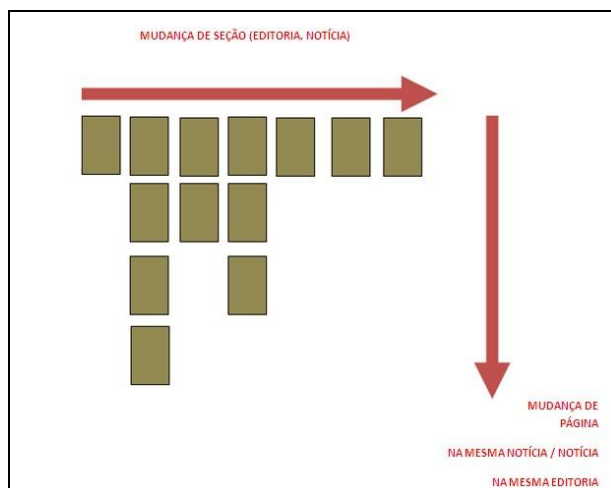 MUDANÇA DE SEÇÃO (EDITORIA, NOTÍCIA)
MUDANÇA DE
PÁGINA
NA MESMA NOTÍCIA / NOTÍCIA
NA MESMA EDITORIA